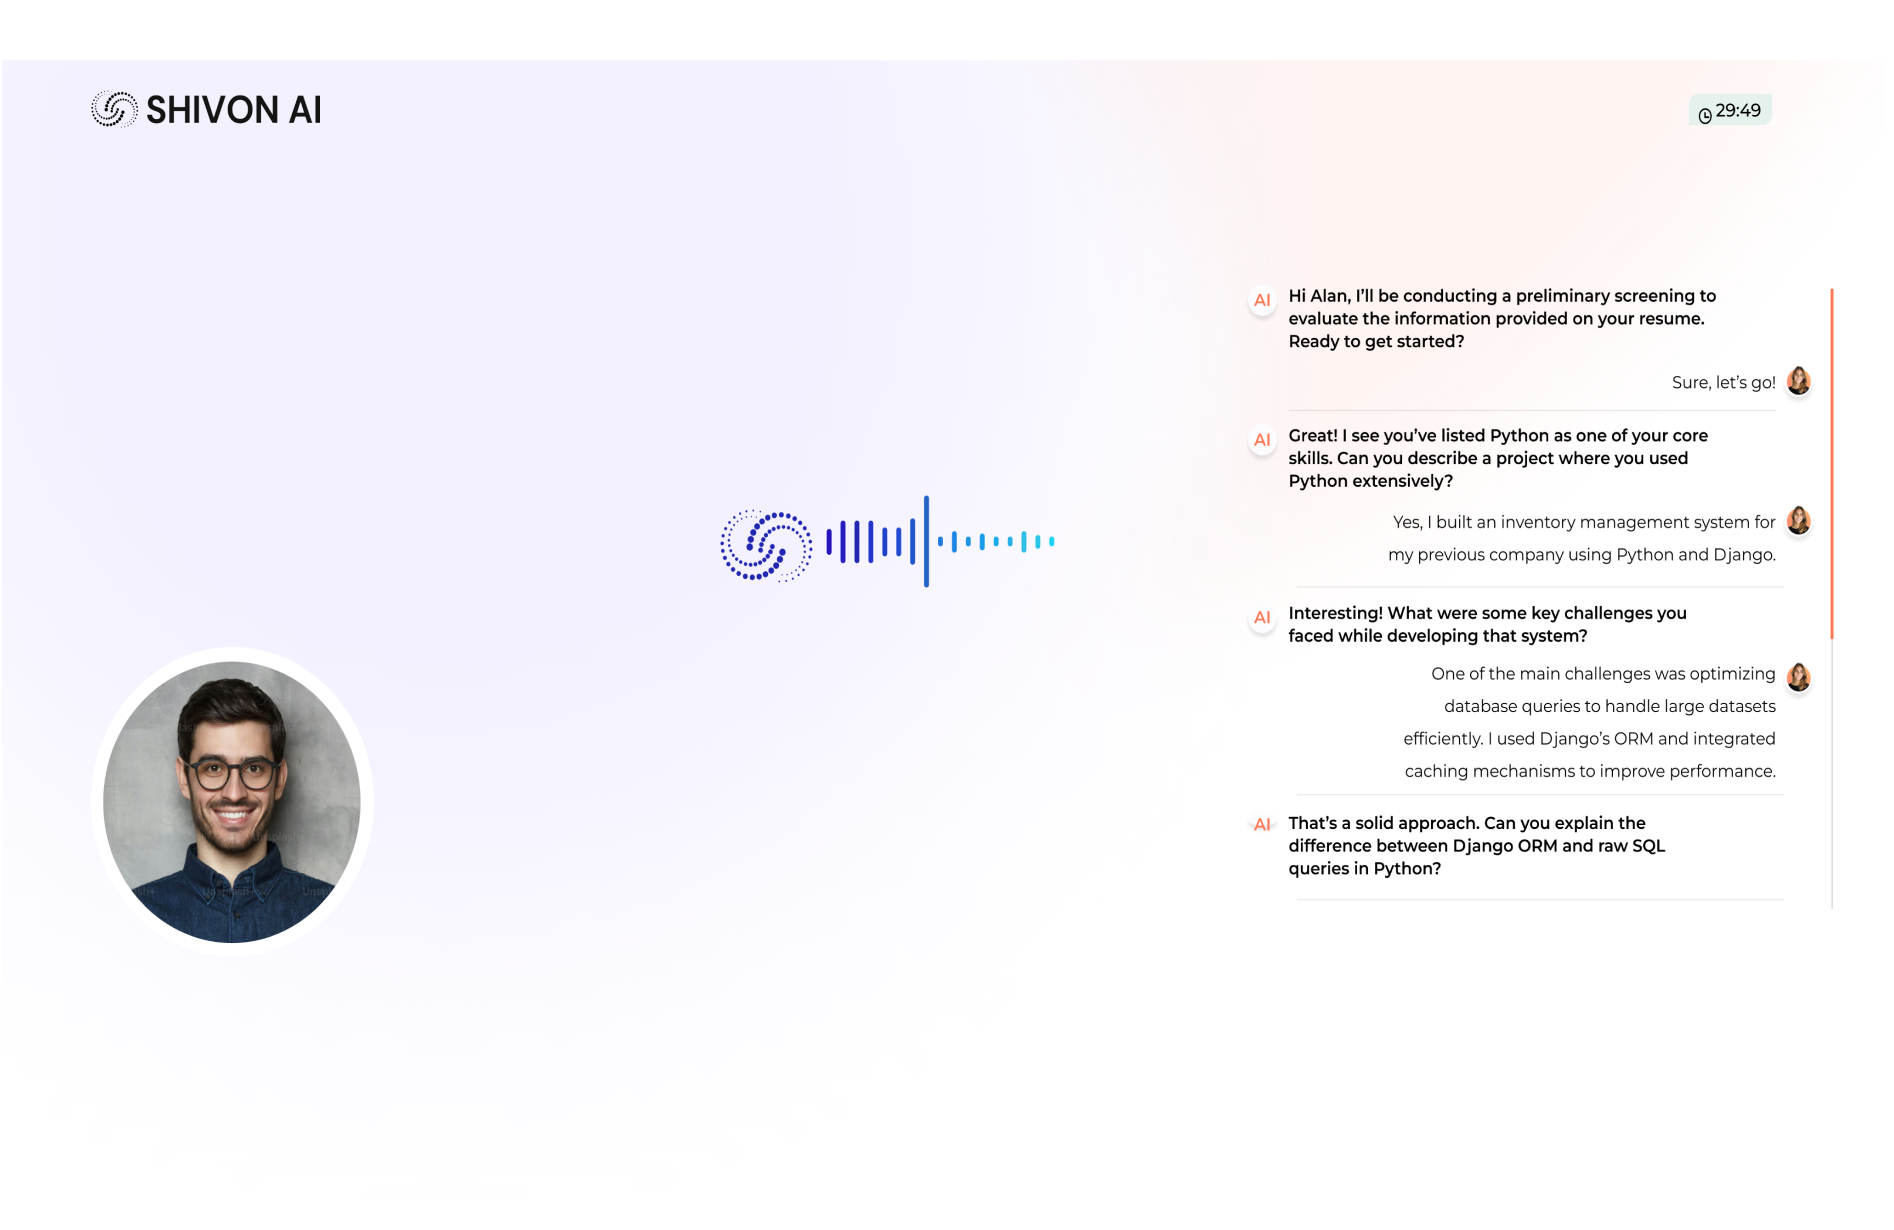 SHIVON AI
29:49
AI
Hi Alan, I’ll be conducting a preliminary screening to
evaluate the information provided on your resume.
Ready to get started?
Sure, let’s go!
AI
Great! I see you’ve listed Python as one of your core
skills. Can you describe a project where you used
Python extensively?
Yes, I built an inventory management system for
my previous company using Python and Django.
AI
Interesting! What were some key challenges you
faced while developing that system?
One of the main challenges was optimizing
database queries to handle large datasets
efficiently. I used Django’s ORM and integrated
caching mechanisms to improve performance.
AI
That’s a solid approach. Can you explain the
difference between Django ORM and raw SQL
queries in Python?
Unsplash+